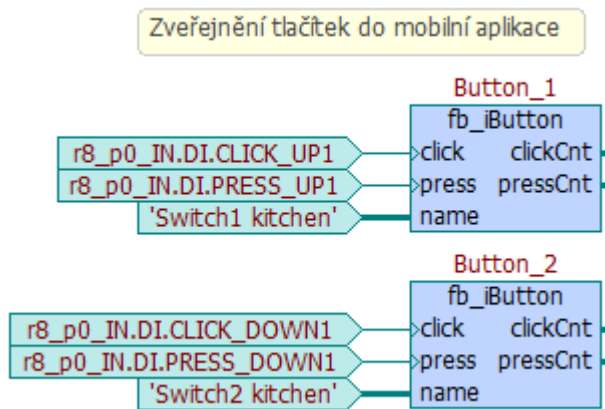 Zveřejnění tlačítek do mobilní aplikace
Button_1
fb_iButton
r8_p0_IN.DI.CLICK_UP1 click clickCnt
r8_p0_IN.DI.PRESS_UP1 press pressCnt
'Switch1 kitchen' name
Button_2
fb_iButton
r8_p0_IN.DI.CLICK_DOWN1 click clickCnt
r8_p0_IN.DI.PRESS_DOWN1 press pressCnt
'Switch2 kitchen' name